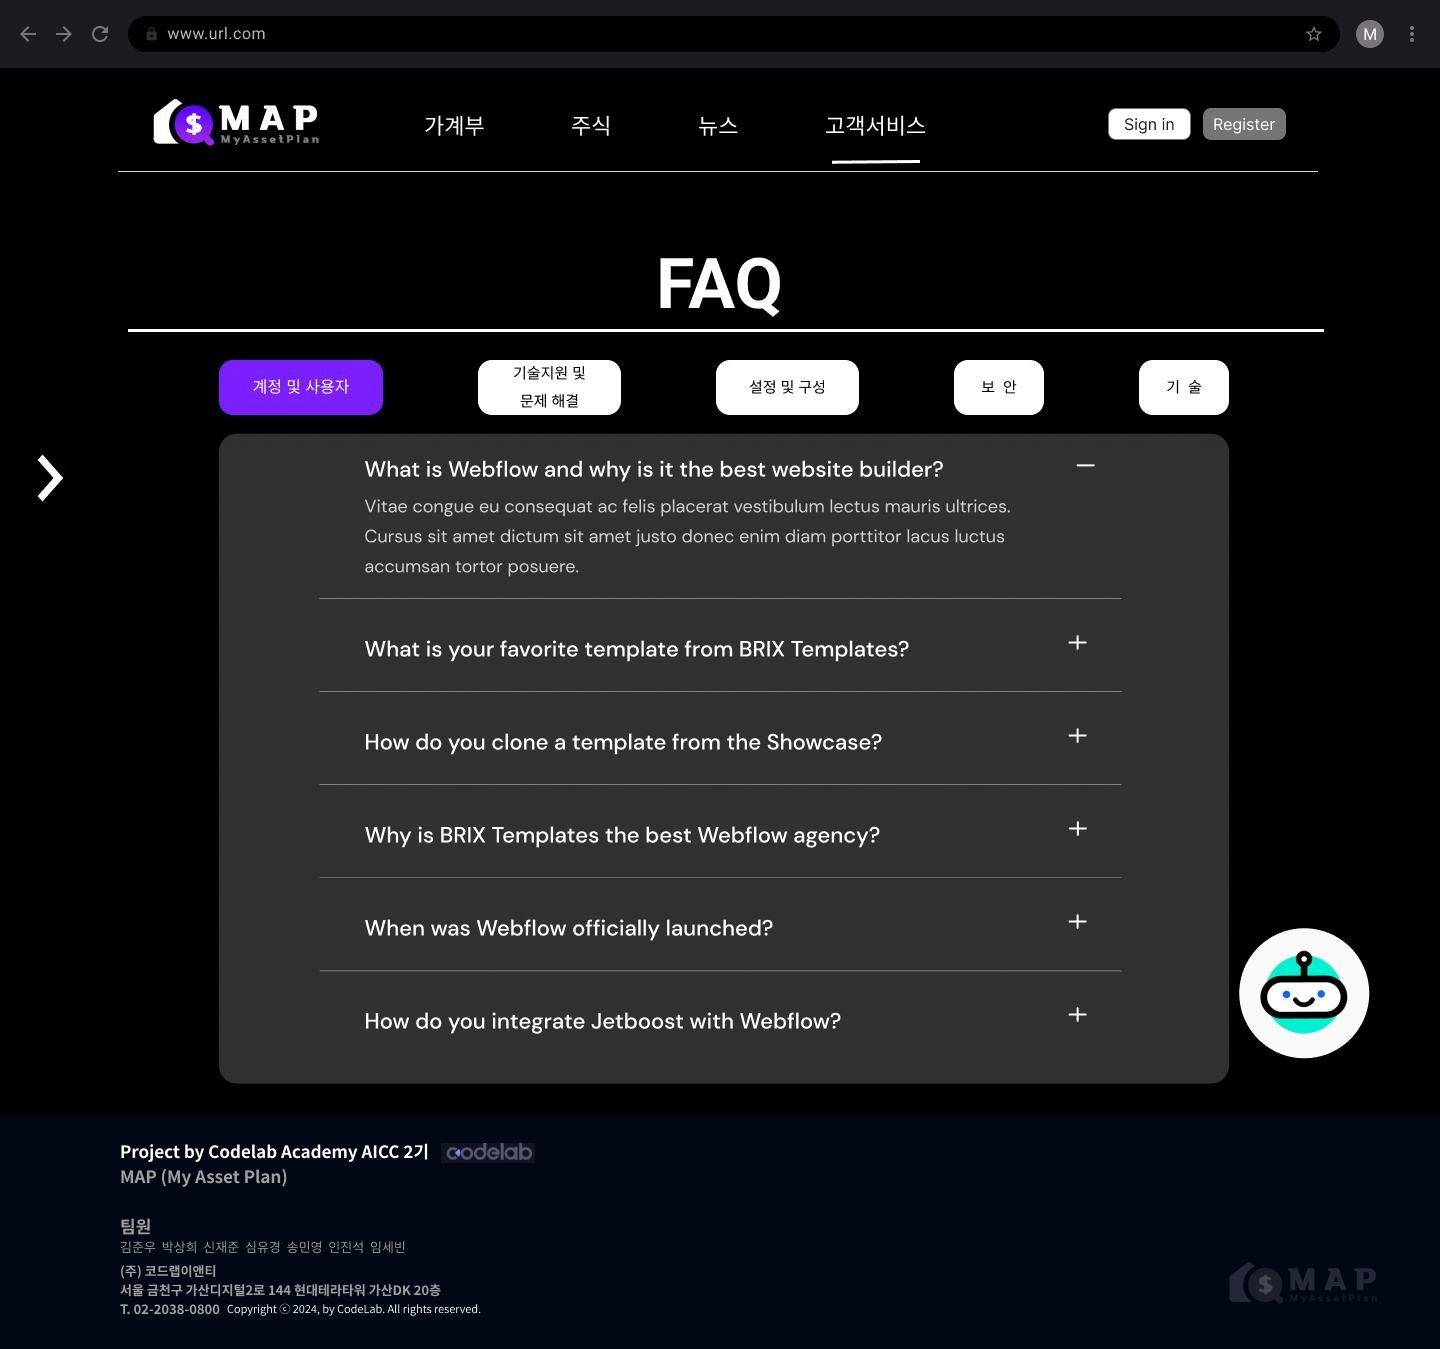 www.url.com
M
MAP
MyAssetPlan
가계부
주식
뉴스
고객서비스
Sign in
Register
FAQ
계정 및 사용자
기술지원 및
문제 해결
설정 및 구성
보 안
기 술
What is Webflow and why is it the best website builder?
Vitae congue eu consequat ac felis placerat vestibulum lectus mauris ultrices.
Cursus sit amet dictum sit amet justo donec enim diam porttitor lacus luctus
accumsan tortor posuere.
What is your favorite template from BRIX Templates?
How do you clone a template from the Showcase?
Why is BRIX Templates the best Webflow agency?
When was Webflow officially launched?
How do you integrate Jetboost with Webflow?
Project by Codelab Academy AICC 2기 codelab
MAP (My Asset Plan)
팀원
김준우 박상희 신재준 심유경 송민영 인진석 임세빈
(주) 코드랩이앤티
서울 금천구 가산디지털2로 144 현대테라타워 가산DK 20층
T. 02-2038-0800 Copyright ⓒ 2024, by CodeLab. All rights reserved.
MAP
MyAssetPlan